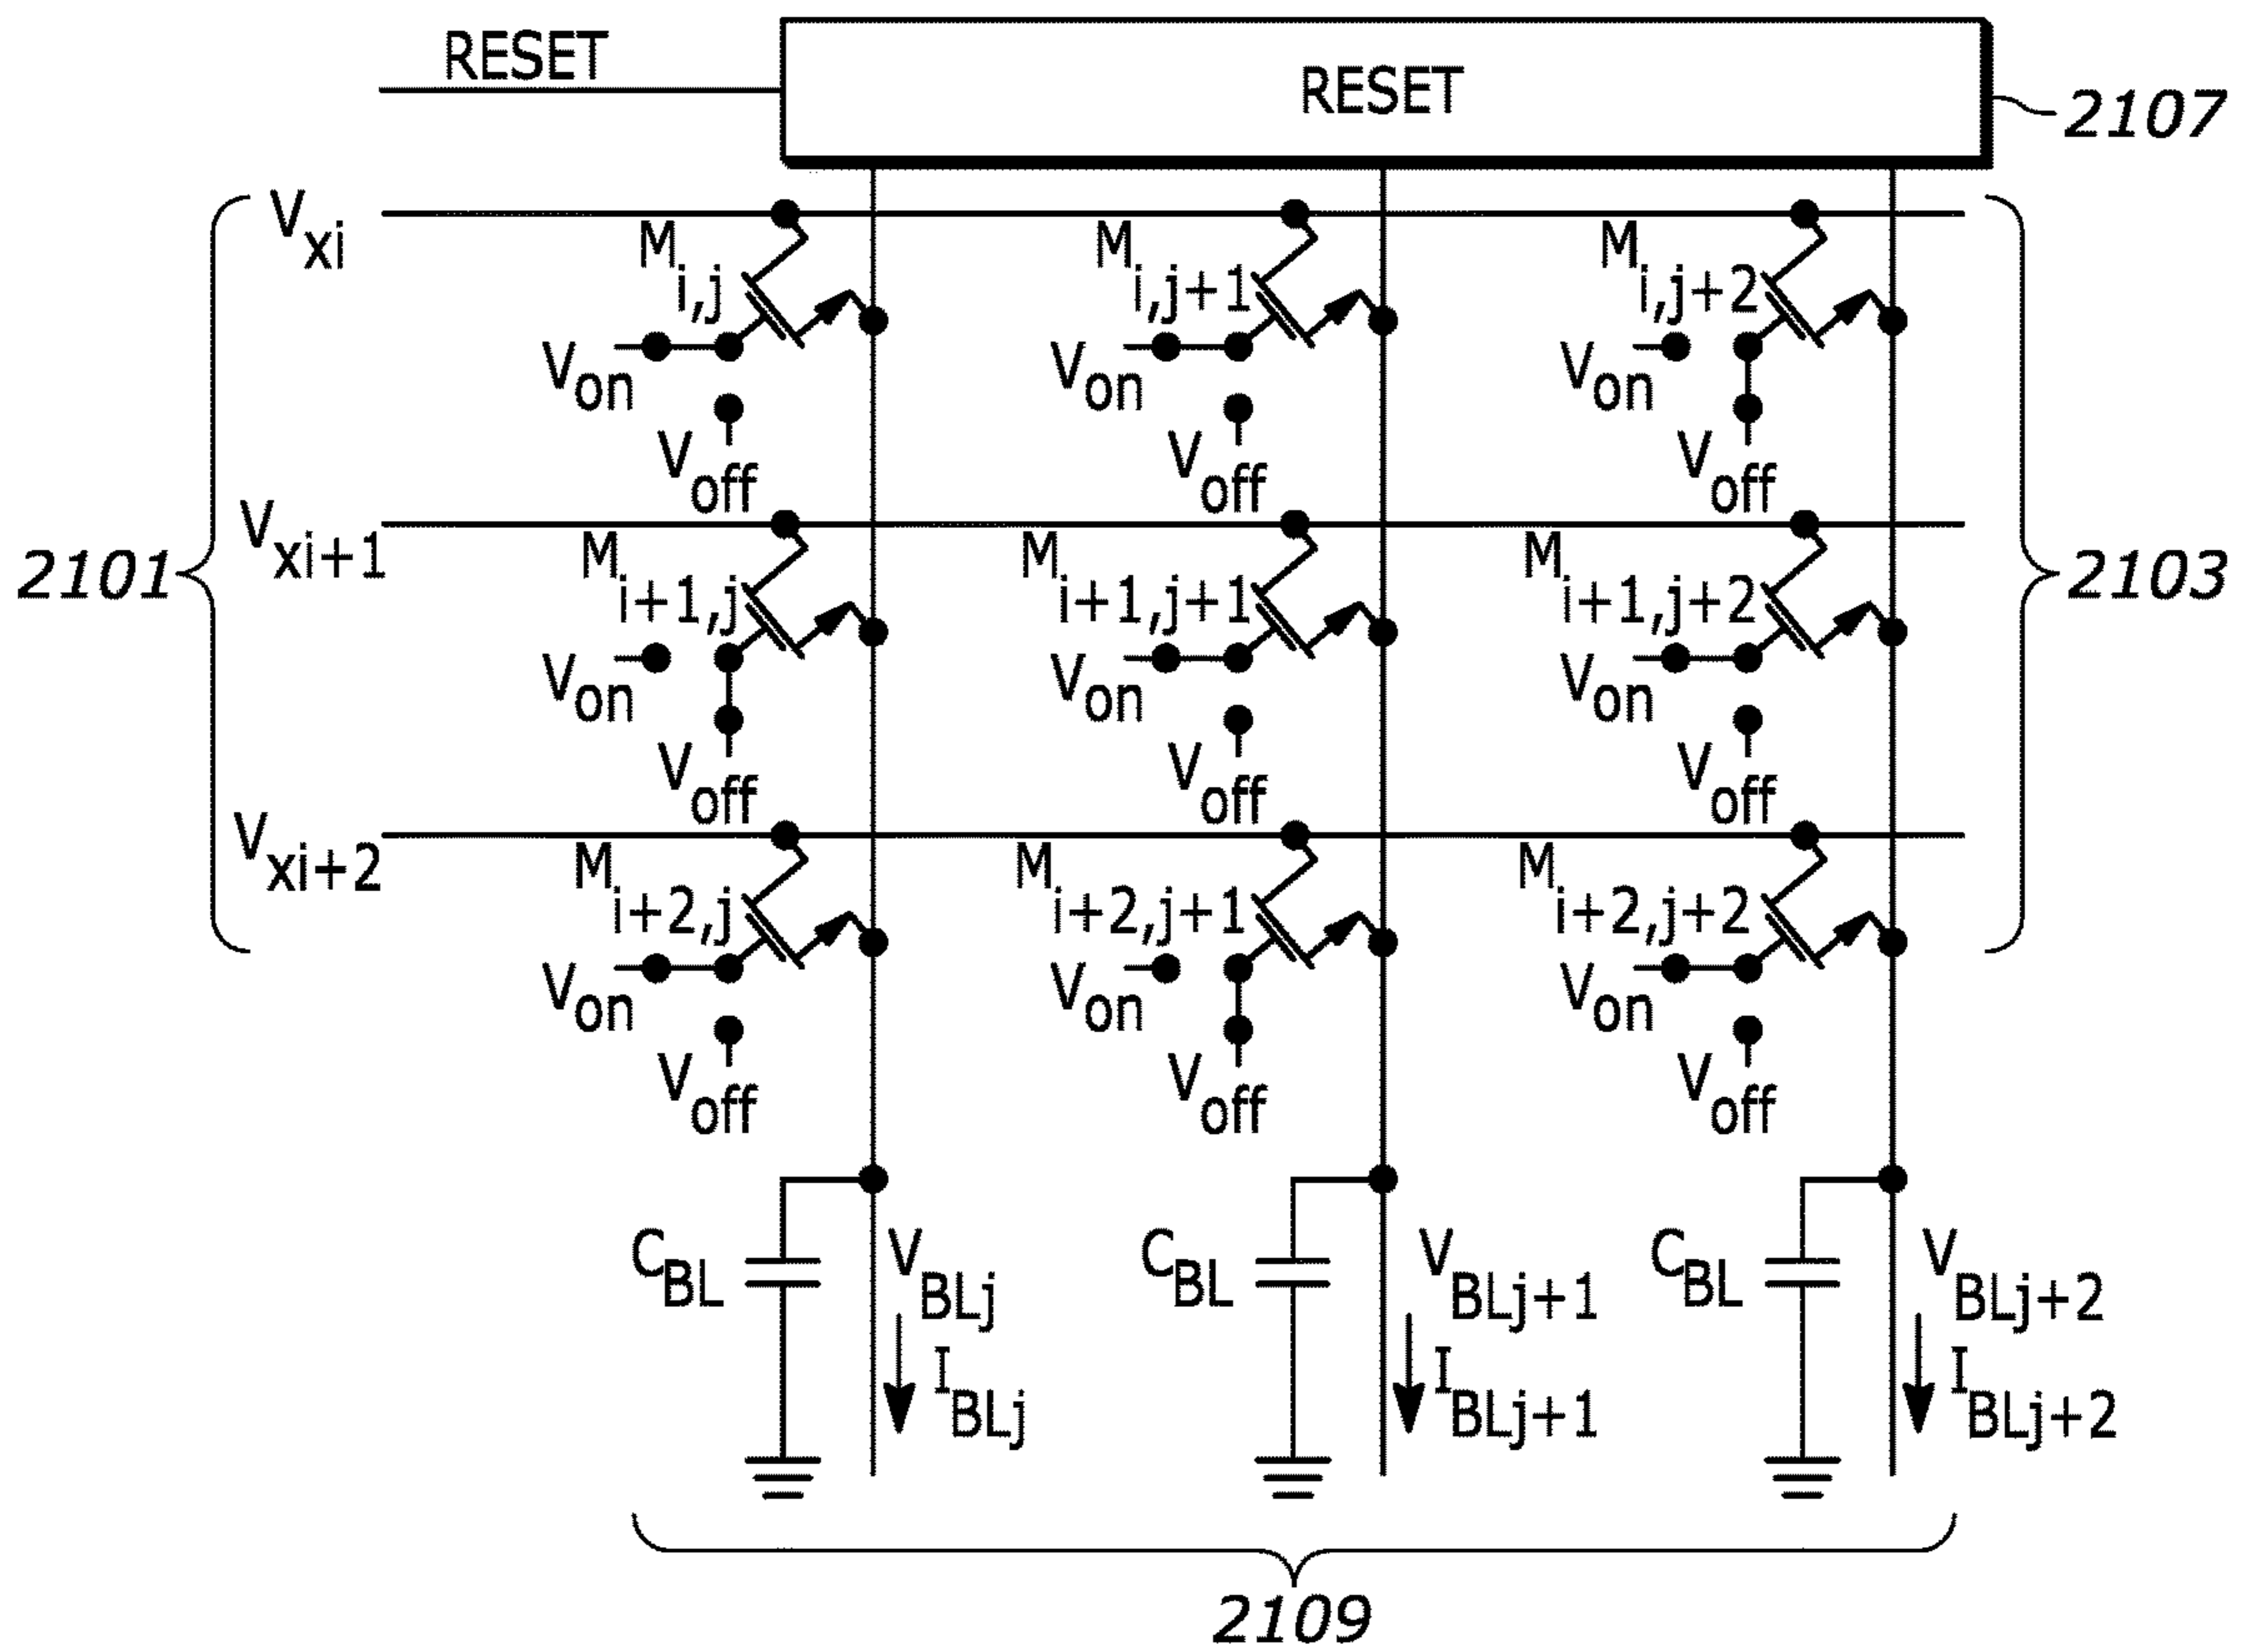 RESET
RESET
2107
Vxi
Mi,j
Mi,j+1
Mi,j+2
Von
Von
Von
Voff
Voff
Voff
2101
Vxi+1
Mi+1,j
Mi+1,j+1
Mi+1,j+2
2103
Von
Von
Von
Voff
Voff
Voff
Vxi+2
Mi+2,j
Mi+2,j+1
Mi+2,j+2
Von
Von
Von
Voff
Voff
Voff
CBL
VBLj
CBL
VBLj+1
CBL
VBLj+2
IBLj
IBLj+1
IBLj+2
2109